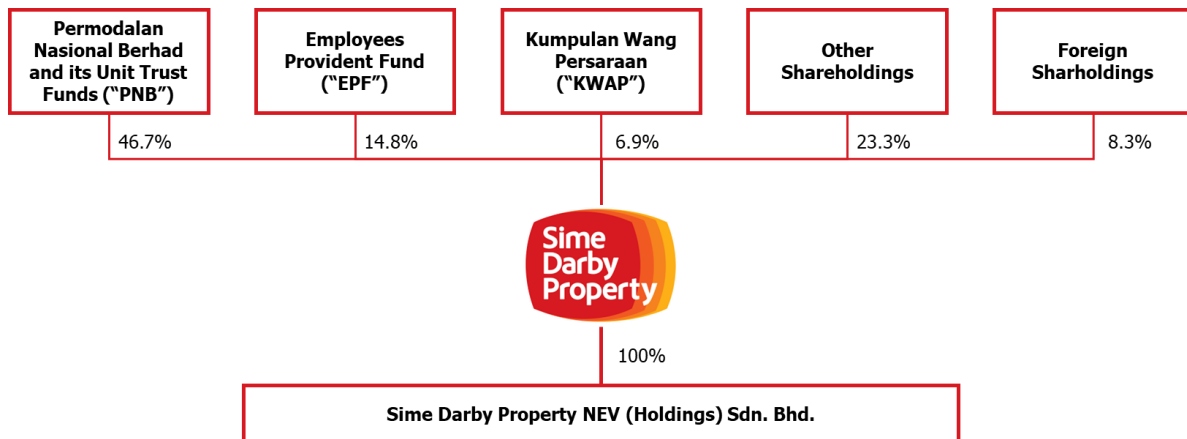 Permodalan
Nasional Berhad
and its Unit Trust
Funds (“PNB”)
Employees
Provident Fund
(“EPF”)
Kumpulan Wang
Persaraan
(“KWAP”)
Other
Shareholdings
Foreign
Sharholdings
46.7%
14.8%
6.9%
23.3%
8.3%
Sime
Darby
Property
100%
Sime Darby Property NEV (Holdings) Sdn. Bhd.